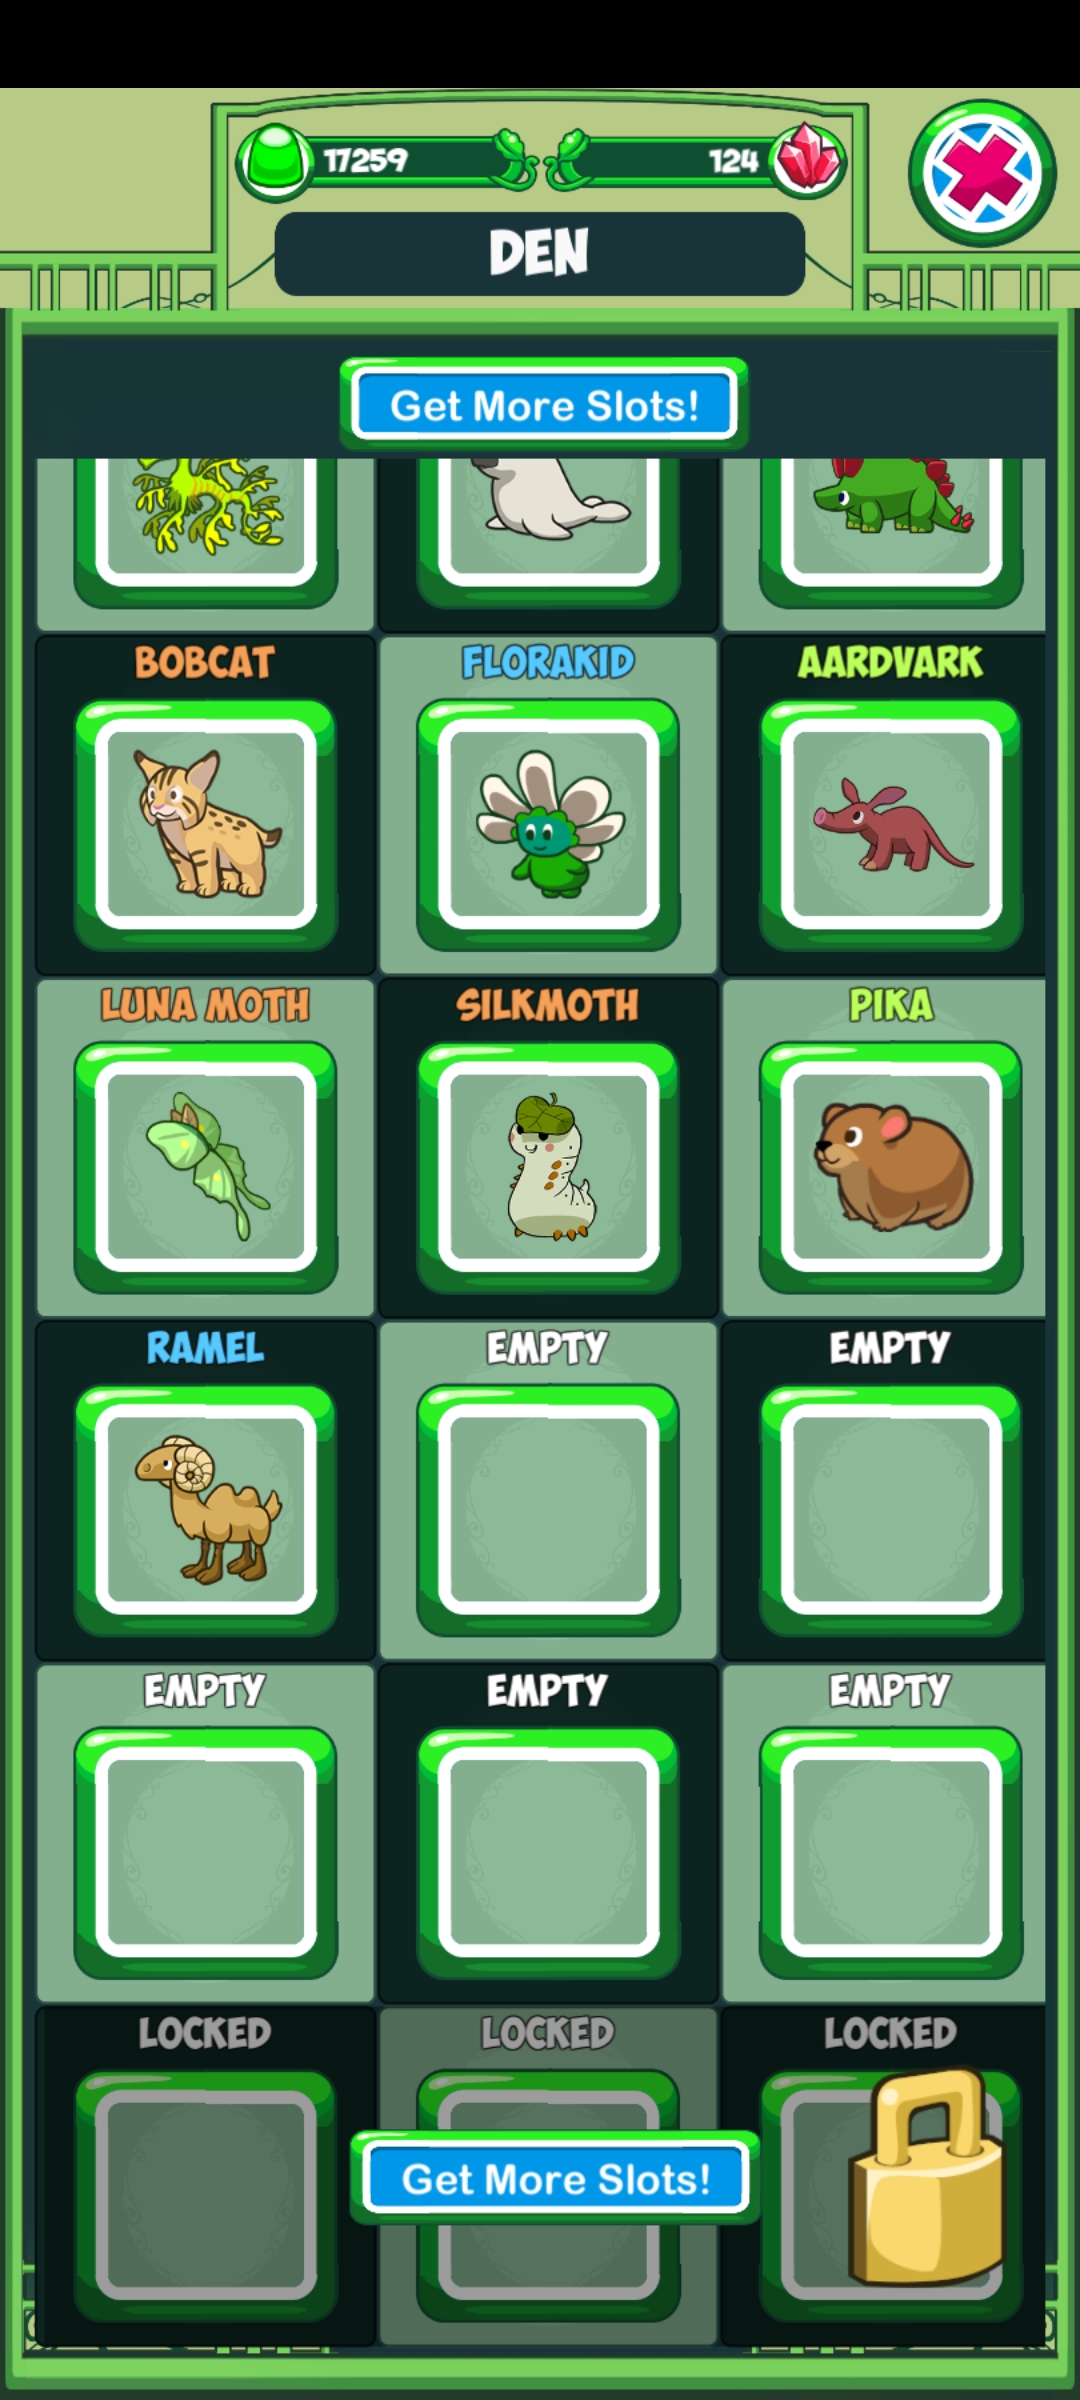 17259
124
DEN
Get More Slots!
BOBCAT
FLORAKID
AARDVARK
LUNA MOTH
SILKMOTH
PIKA
RAMEL
EMPTY
EMPTY
EMPTY
EMPTY
EMPTY
LOCKED
LOCKED
LOCKED
Get More Slots!